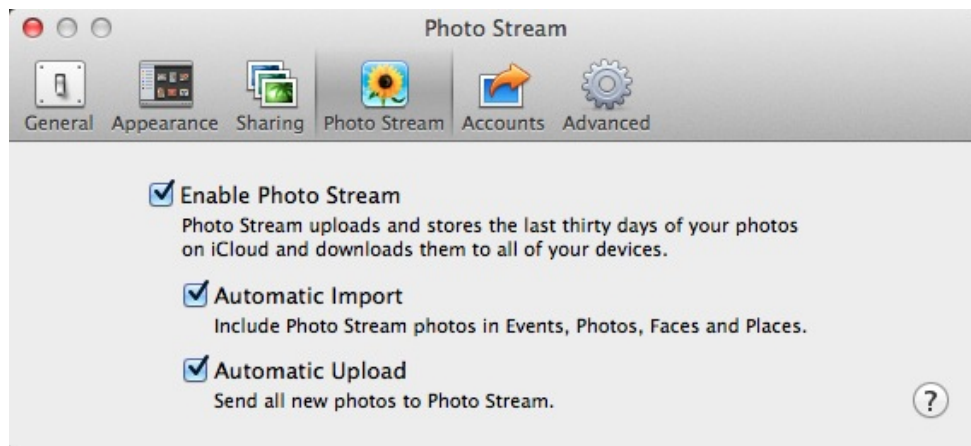 Photo Stream
General Appearance Sharing Photo Stream Accounts Advanced
Enable Photo Stream
Photo Stream uploads and stores the last thirty days of your photos
on iCloud and downloads them to all of your devices.
Automatic Import
Include Photo Stream photos in Events, Photos, Faces and Places.
Automatic Upload
Send all new photos to Photo Stream.
?